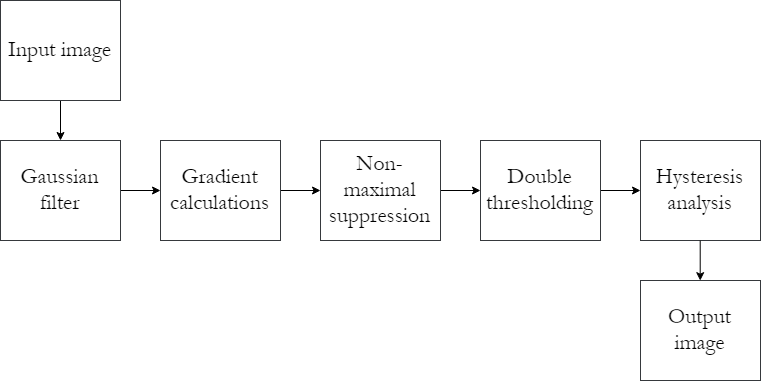 Input image
Gaussian
filter
Gradient
calculations
Non-
maximal
suppression
Double
thresholding
Hysteresis
analysis
Output
image